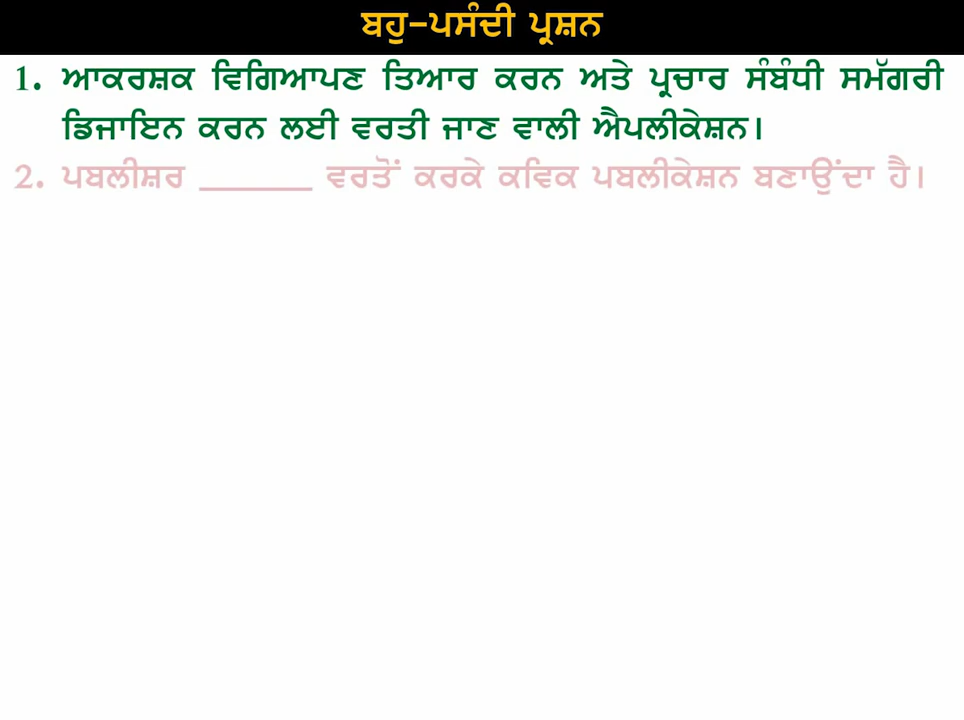 ਬਹੁ-ਪਸੰਦੀ ਪ੍ਰਸ਼ਨ
1. ਆਕਰਸ਼ਕ ਵਿਗਿਆਪਣ ਤਿਆਰ ਕਰਨ ਅਤੇ ਪ੍ਰਚਾਰ ਸੰਬੰਧੀ ਸਮੱਗਰੀ
ਡਿਜਾਇਨ ਕਰਨ ਲਈ ਵਰਤੀ ਜਾਣ ਵਾਲੀ ਐਪਲੀਕੇਸ਼ਨ।
2. ਪਬਲੀਸ਼ਰ ______ ਵਰਤੋਂ ਕਰਕੇ ਕਵਿਕ ਪਬਲੀਕੇਸ਼ਨ ਬਣਾਉਂਦਾ ਹੈ।